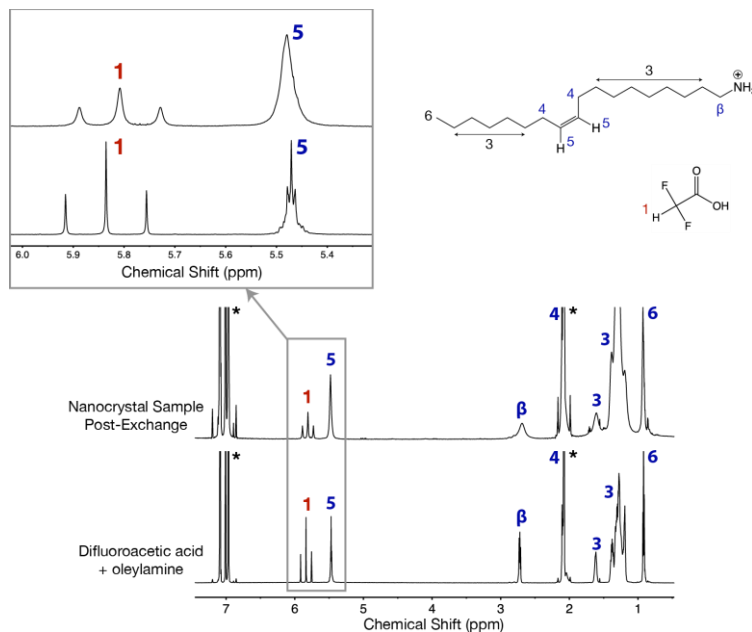 5
1
1
5
6.0 5.9 5.8 5.7 5.6 5.5 5.4
Chemical Shift (ppm)
3
⊕
NH₃
4
β
6
4
5
3
H H
5
O
F
1
H OH
F
*
4
*
6
5
3
1
β
3
Nanocrystal Sample
Post-Exchange
*
4
*
6
1
5
3
β
3
Difluoroacetic acid
+ oleylamine
7 6 5 4 3 2 1
Chemical Shift (ppm)